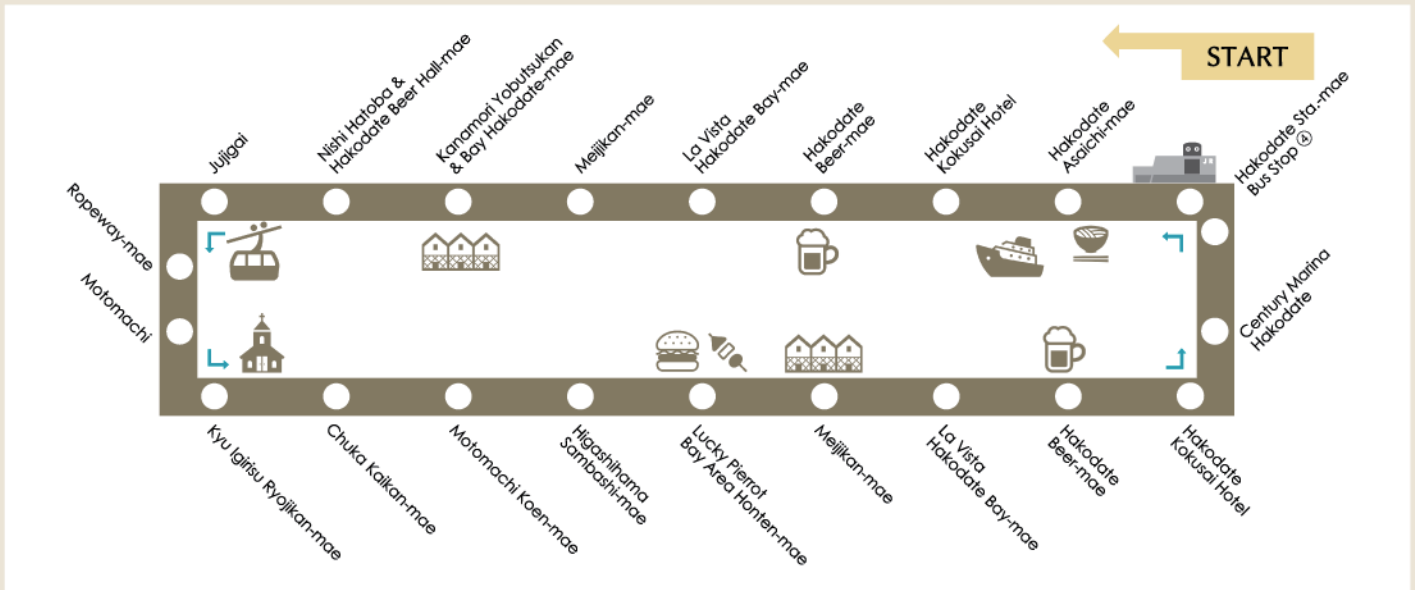 START
Jujigai
Nishi Hatoba &
Hakodate Beer Hall-mae
Kanamori Yobutsukan
& Bay Hakodate-mae
Meijikan-mae
La Vista
Hakodate Bay-mae
Hakodate
Beer-mae
Hakodate
Kokusai Hotel
Hakodate
Asaichi-mae
Hakodate Sta.-mae
Bus Stop ④
Ropeway-mae
Motomachi
Century Marina
Hakodate
Kyu Igirisu Ryojikan-mae
Chuka Kaikan-mae
Motomachi Koen-mae
Higashihama
Sambashi-mae
Lucky Pierrot
Bay Area Honten-mae
Meijikan-mae
La Vista
Hakodate Bay-mae
Hakodate
Beer-mae
Hakodate
Kokusai Hotel